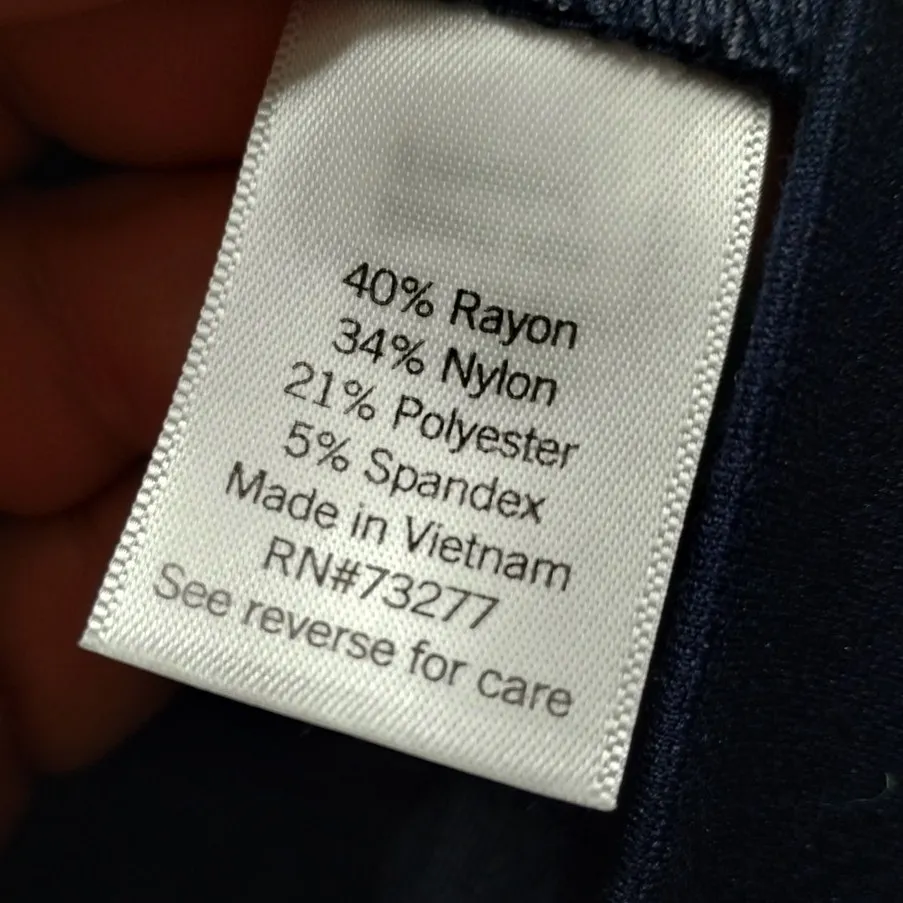 40% Rayon
34% Nylon
21% Polyester
5% Spandex
Made in Vietnam
RN#73277
See reverse for care